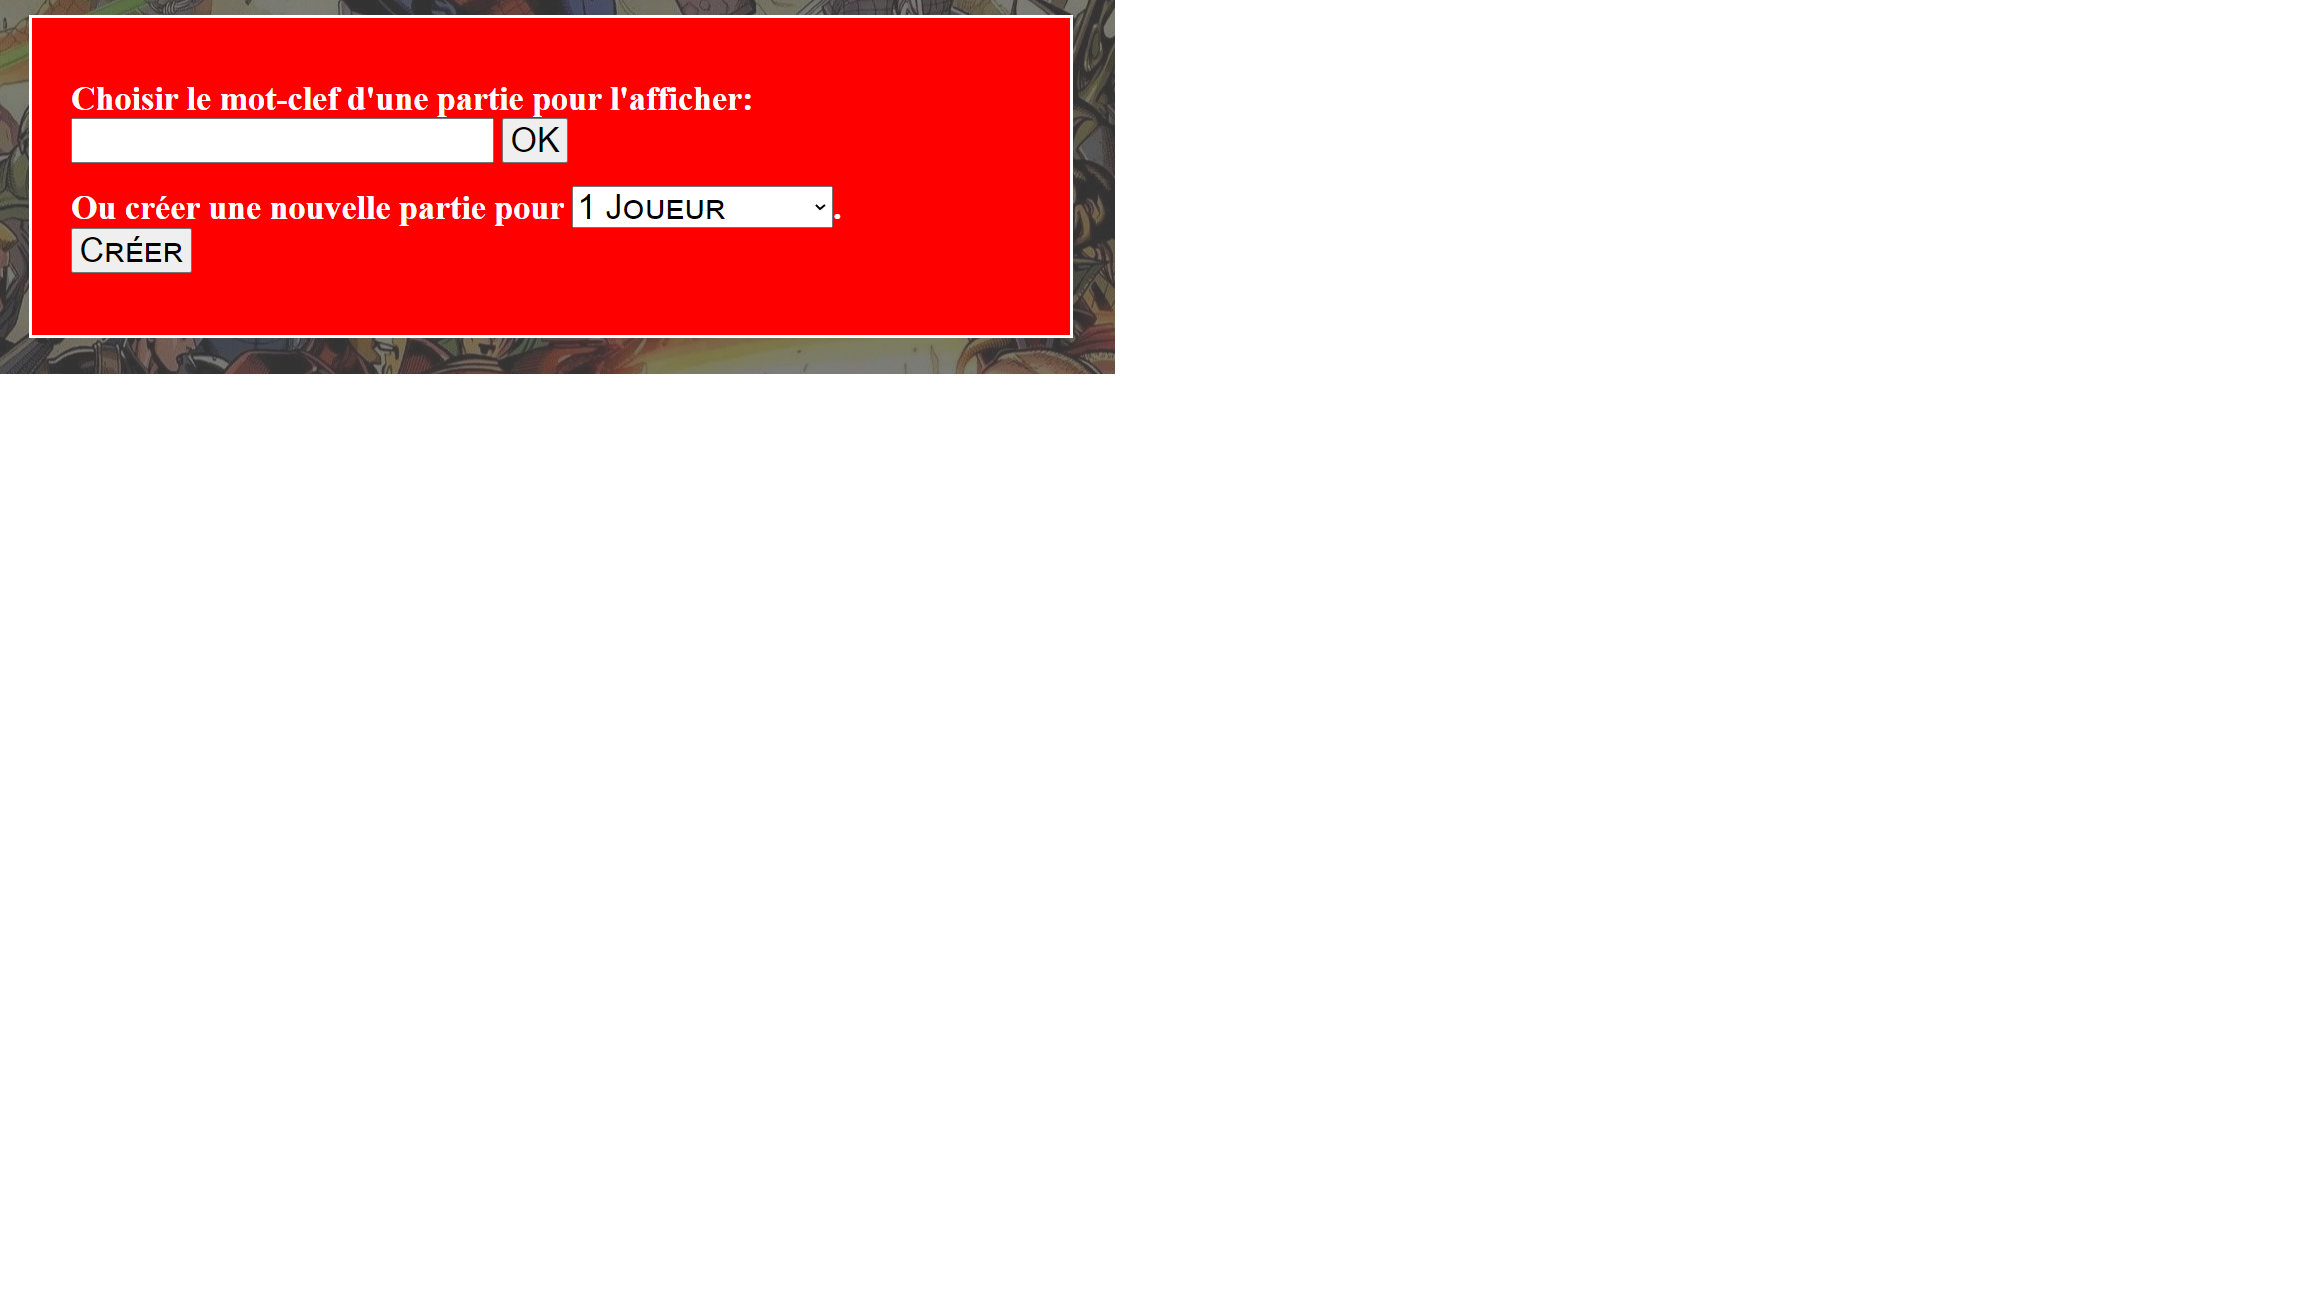 Choisir le mot-clef d'une partie pour l'afficher:
OK
Ou créer une nouvelle partie pour 1 Joueur.
Créer